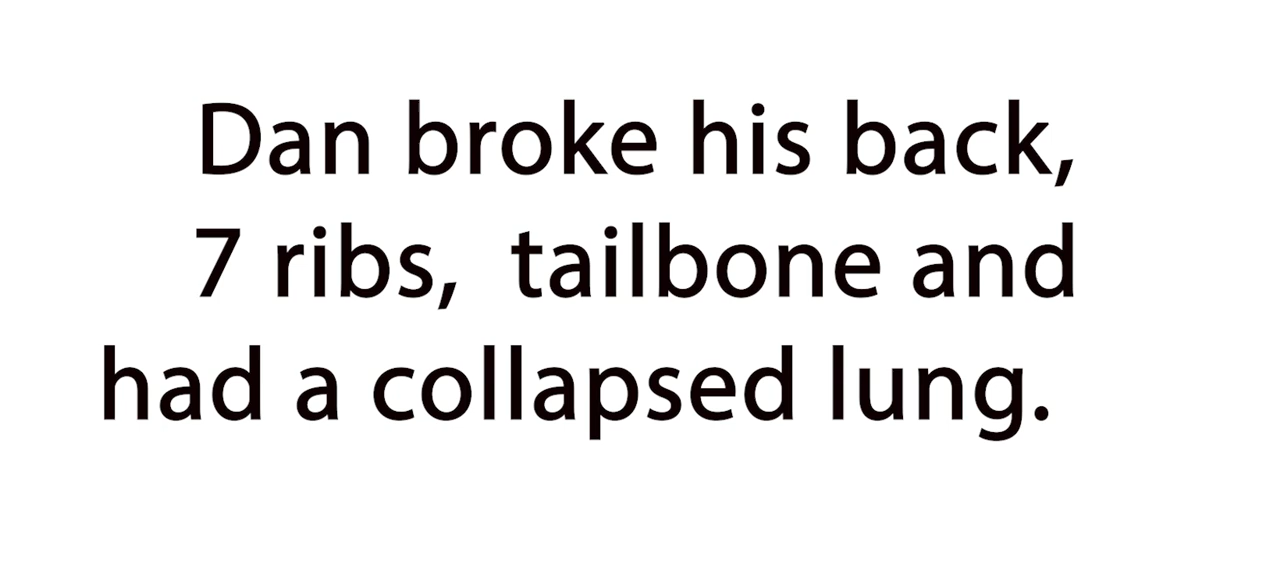 Dan broke his back,
7 ribs,  tailbone and
had a collapsed lung.